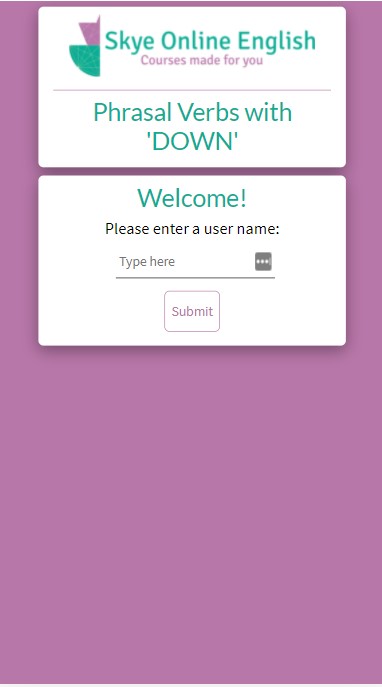 Skye Online English
Courses made for you
Phrasal Verbs with
'DOWN'
Welcome!
Please enter a user name:
Type here
Submit